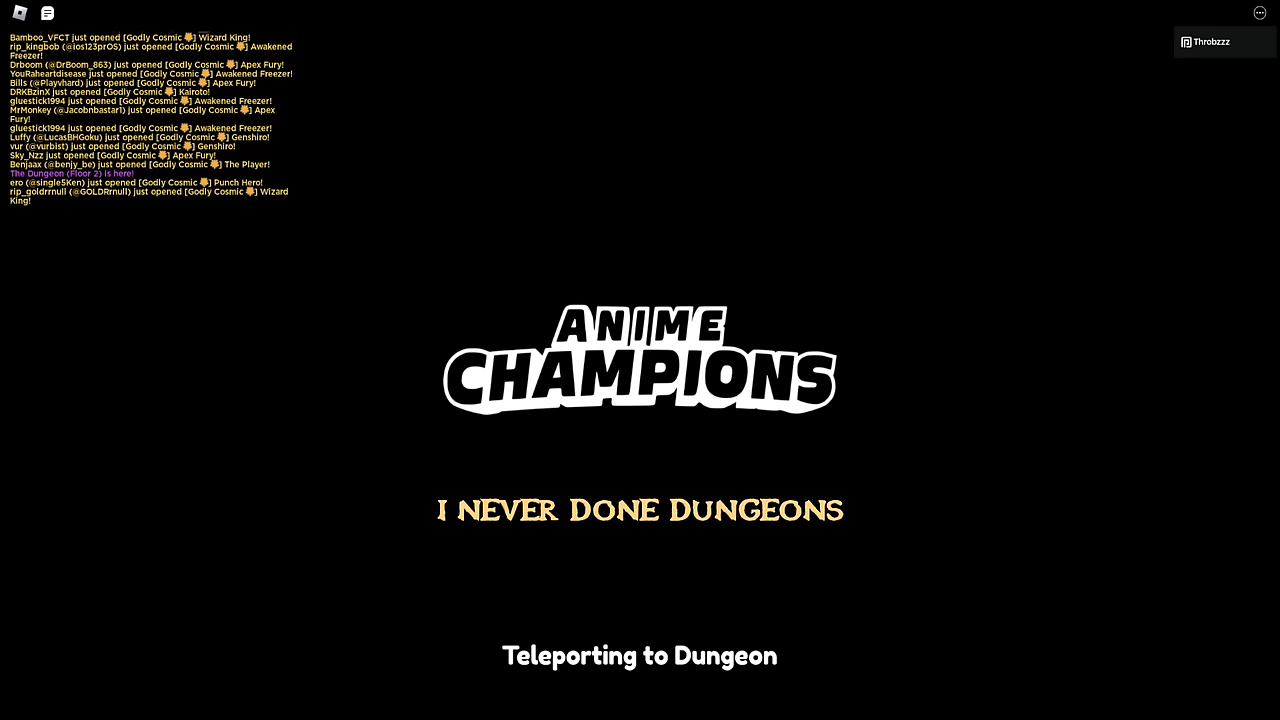 Bamboo_VFCT just opened [Godly Cosmic] Wizard King!
rip_kingbob (@ios123prOS) just opened [Godly Cosmic] Awakened
Freezer!
Drboom (@DrBoom_863) just opened [Godly Cosmic] Apex Fury!
YouRaheartdisease just opened [Godly Cosmic] Awakened Freezer!
Bills (@Playvhard) just opened [Godly Cosmic] Apex Fury!
DRKBzinX just opened [Godly Cosmic] Kairoto!
gluestick1994 just opened [Godly Cosmic] Awakened Freezer!
MrMonkey (@Jacobnbastar1) just opened [Godly Cosmic] Apex
Fury!
gluestick1994 just opened [Godly Cosmic] Awakened Freezer!
Luffy (@LucasBHGoku) just opened [Godly Cosmic] Genshiro!
vur (@vurbist) just opened [Godly Cosmic] Genshiro!
Sky_Nzz just opened [Godly Cosmic] Apex Fury!
Benjaax (@benjy_be) just opened [Godly Cosmic] The Player!
The Dungeon (Floor 2) is here!
ero (@single5Ken) just opened [Godly Cosmic] Punch Hero!
rip_goldrrnull (@GOLDRrnull) just opened [Godly Cosmic] Wizard
King!
Throbzzz
ANIME
CHAMPIONS
I NEVER DONE DUNGEONS
Teleporting to Dungeon